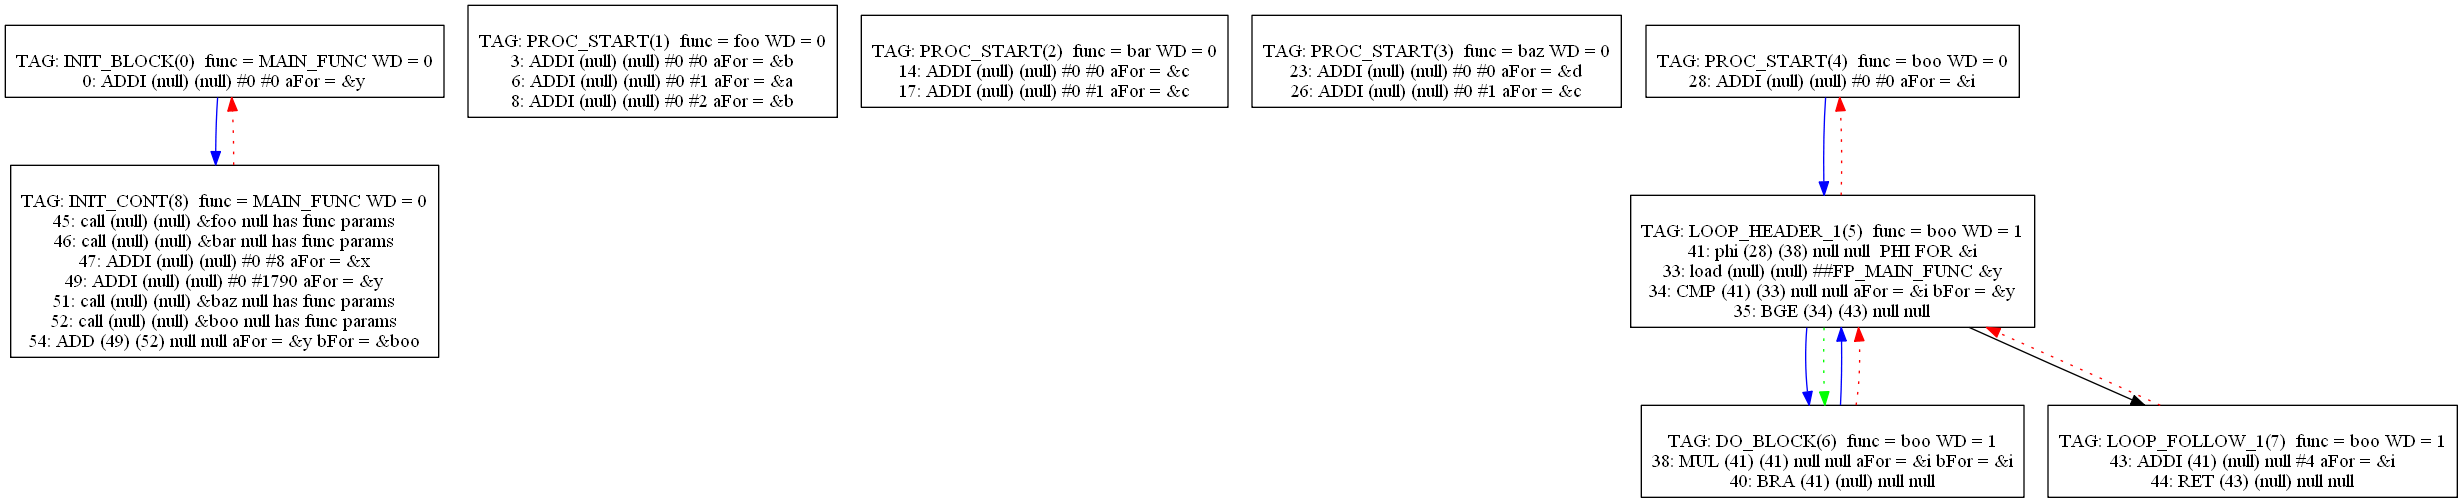 TAG: INIT_BLOCK(0)  func = MAIN_FUNC WD = 0
0: ADDI (null) (null) #0 #0 aFor = &y
TAG: PROC_START(1)  func = foo WD = 0
3: ADDI (null) (null) #0 #0 aFor = &b
6: ADDI (null) (null) #0 #1 aFor = &a
8: ADDI (null) (null) #0 #2 aFor = &b
TAG: PROC_START(2)  func = bar WD = 0
14: ADDI (null) (null) #0 #0 aFor = &c
17: ADDI (null) (null) #0 #1 aFor = &c
TAG: PROC_START(3)  func = baz WD = 0
23: ADDI (null) (null) #0 #0 aFor = &d
26: ADDI (null) (null) #0 #1 aFor = &c
TAG: PROC_START(4)  func = boo WD = 0
28: ADDI (null) (null) #0 #0 aFor = &i
TAG: INIT_CONT(8)  func = MAIN_FUNC WD = 0
45: call (null) (null) &foo null has func params
46: call (null) (null) &bar null has func params
47: ADDI (null) (null) #0 #8 aFor = &x
49: ADDI (null) (null) #0 #1790 aFor = &y
51: call (null) (null) &baz null has func params
52: call (null) (null) &boo null has func params
54: ADD (49) (52) null null aFor = &y bFor = &boo
TAG: LOOP_HEADER_1(5)  func = boo WD = 1
41: phi (28) (38) null null  PHI FOR &i
33: load (null) (null) ##FP_MAIN_FUNC &y
34: CMP (41) (33) null null aFor = &i bFor = &y
35: BGE (34) (43) null null
TAG: DO_BLOCK(6)  func = boo WD = 1
38: MUL (41) (41) null null aFor = &i bFor = &i
40: BRA (41) (null) null null
TAG: LOOP_FOLLOW_1(7)  func = boo WD = 1
43: ADDI (41) (null) null #4 aFor = &i
44: RET (43) (null) null null